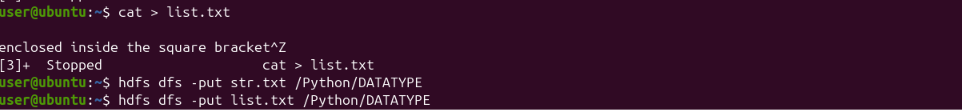 user@ubuntu:~$ cat > list.txt
enclosed inside the square bracket^Z
[3]+  Stopped                 cat > list.txt
user@ubuntu:~$ hdfs dfs -put str.txt /Python/DATATYPE
user@ubuntu:~$ hdfs dfs -put list.txt /Python/DATATYPE